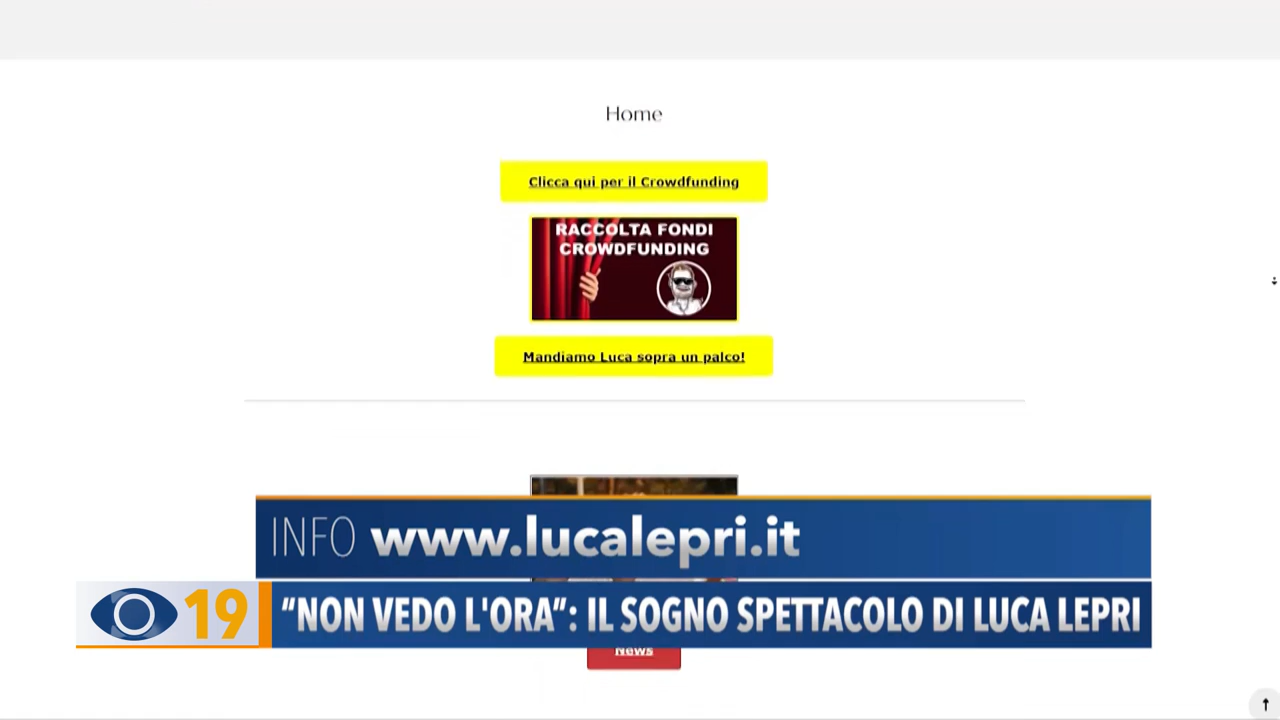 Home
Clicca qui per il Crowdfunding
RACCOLTA FONDI
CROWDFUNDING
Mandiamo Luca sopra un palco!
INFO www.lucalepri.it
19 “NON VEDO L'ORA”: IL SOGNO SPETTACOLO DI LUCA LEPRI
News